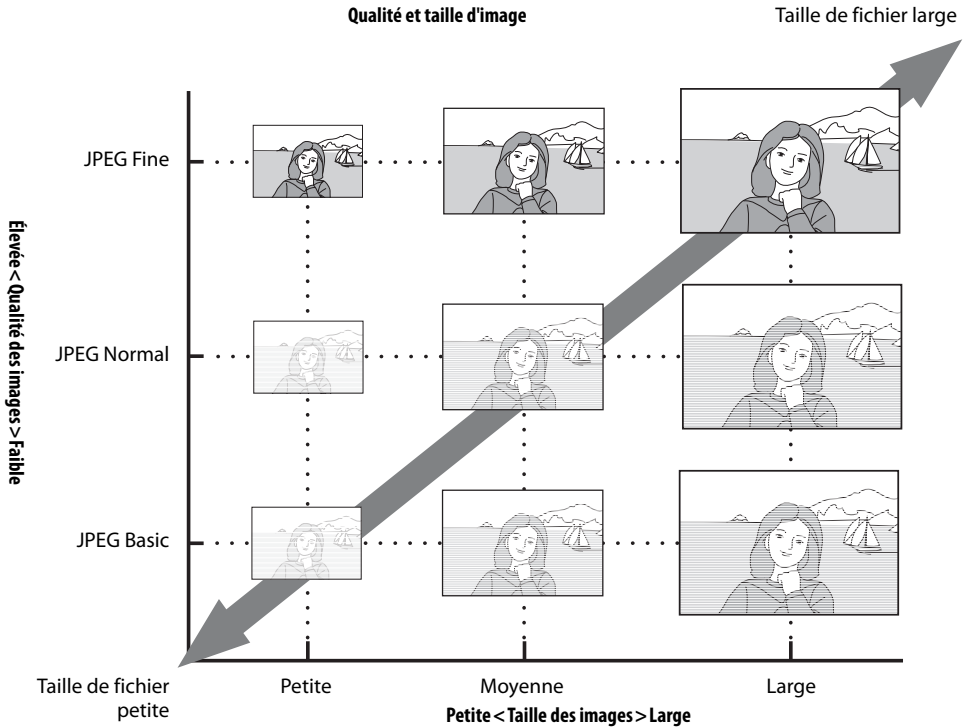 Qualité et taille d'image
Taille de fichier large
JPEG Fine
JPEG Normal
JPEG Basic
Élevée < Qualité des images > Faible
Taille de fichier
petite
Petite
Moyenne
Large
Petite < Taille des images > Large